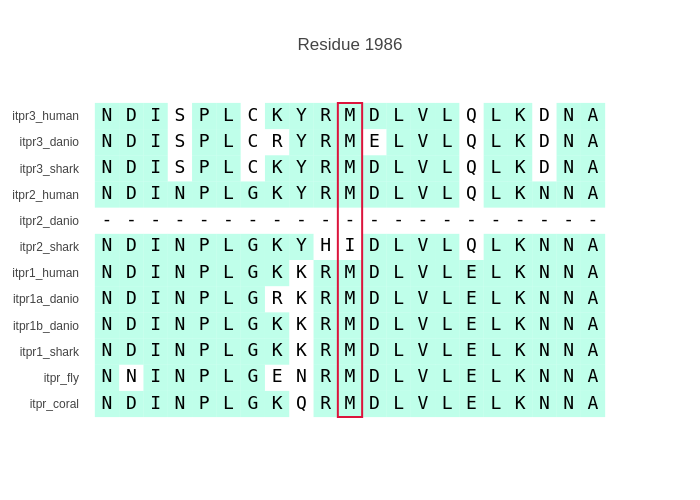 Residue 1986
itpr3_human N D I S P L C K Y R M D L V L Q L K D N A
itpr3_danio N D I S P L C R Y R M E L V L Q L K D N A
itpr3_shark N D I S P L C K Y R M D L V L Q L K D N A
itpr2_human N D I N P L G K Y R M D L V L Q L K N N A
itpr2_danio - - - - - - - - - - - - - - - - - - - - -
itpr2_shark N D I N P L G K Y H I D L V L Q L K N N A
itpr1_human N D I N P L G K K R M D L V L E L K N N A
itpr1a_danio N D I N P L G R K R M D L V L E L K N N A
itpr1b_danio N D I N P L G K K R M D L V L E L K N N A
itpr1_shark N D I N P L G K K R M D L V L E L K N N A
itpr_fly N N I N P L G E N R M D L V L E L K N N A
itpr_coral N D I N P L G K Q R M D L V L E L K N N A